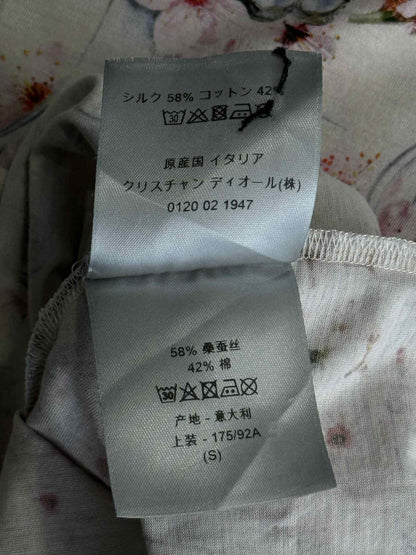 シルク 58% コットン 42%
30
原産国 イタリア
クリスチャン ディオール(株)
0120 02 1947
58% 桑蚕丝
42% 棉
30
产地 - 意大利
上装 - 175/92A
(S)